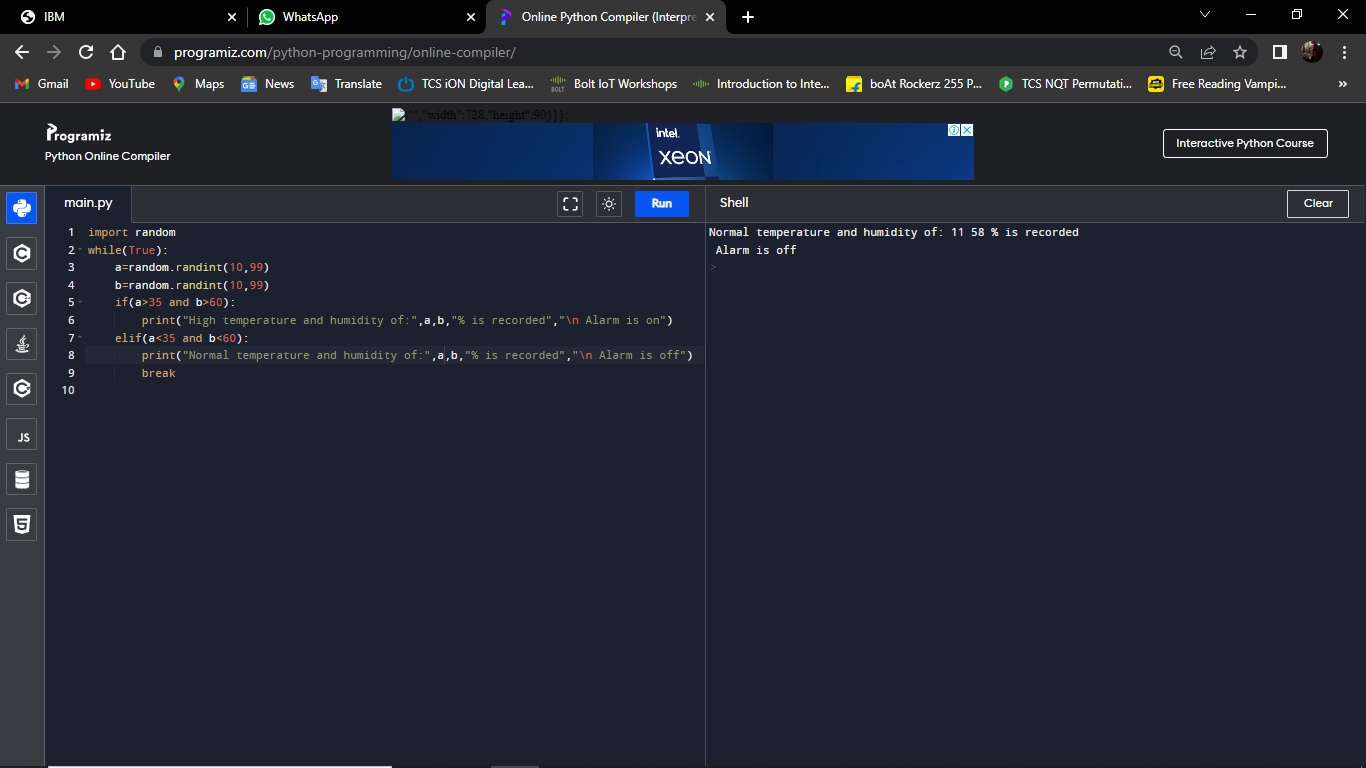 IBM
WhatsApp
Online Python Compiler (Interpre
programiz.com/python-programming/online-compiler/
Gmail
YouTube
Maps
News
Translate
TCS iON Digital Lea...
Bolt IoT Workshops
Introduction to Inte...
boAt Rockerz 255 P...
TCS NQT Permutati...
Free Reading Vampi...
»
Programiz
Python Online Compiler
"","width":728,"height":90}}};
intel.
XEON
Interactive Python Course
main.py
Run
Shell
Clear
1 import random
2 while(True):
3     a=random.randint(10,99)
4     b=random.randint(10,99)
5     if(a>35 and b>60):
6         print("High temperature and humidity of:",a,b,"% is recorded","\n Alarm is on")
7     elif(a<35 and b<60):
8         print("Normal temperature and humidity of:",a,b,"% is recorded","\n Alarm is off")
9         break
10
Normal temperature and humidity of: 11 58 % is recorded
 Alarm is off
>
JS